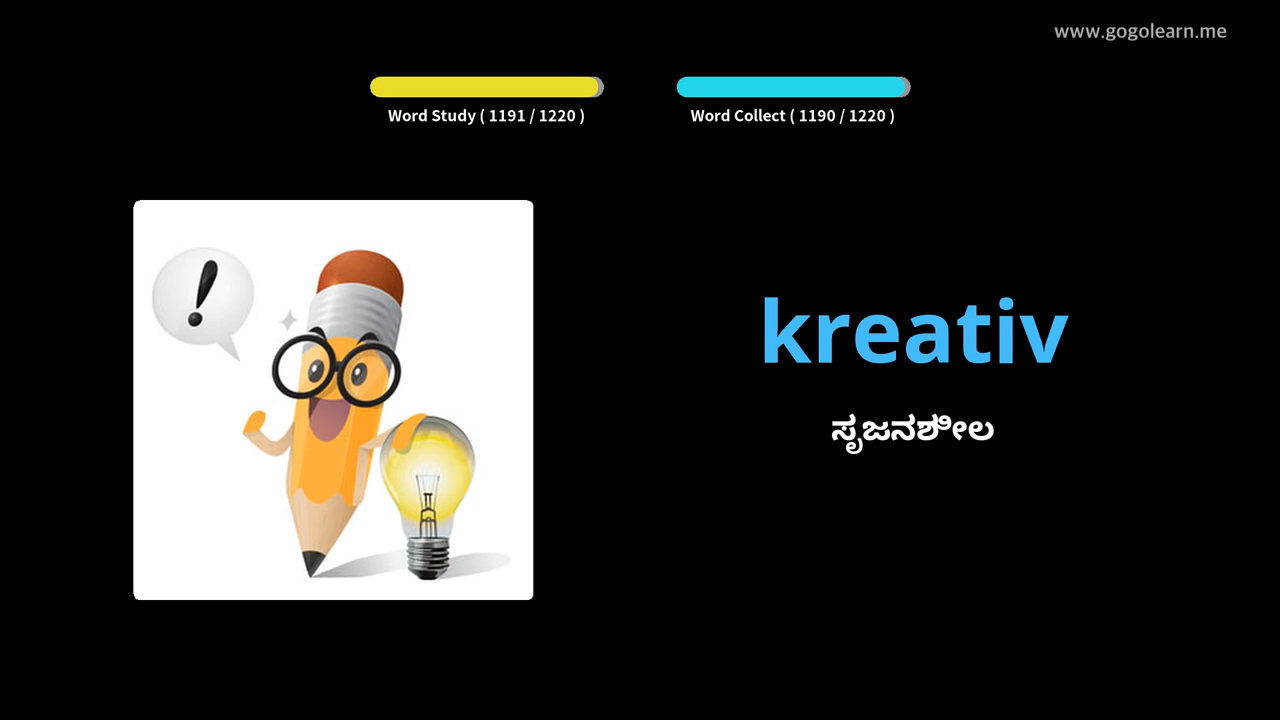 www.gogolearn.me
Word Study ( 1191 / 1220 )
Word Collect ( 1190 / 1220 )
!
kreativ
ಸೃಜನಶೀಲ